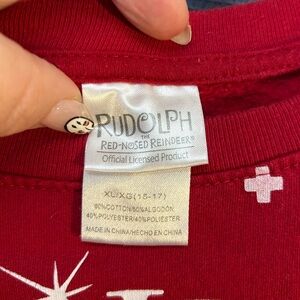 RUDOLPH
THE
RED-NOSED REINDEER®
Official Licensed Product
XL/XG(15-17)
60%COTTON/60%ALGODÓN
40%POLYESTER/40%POLIÉSTER
MADE IN CHINA/HECHO EN CHINA